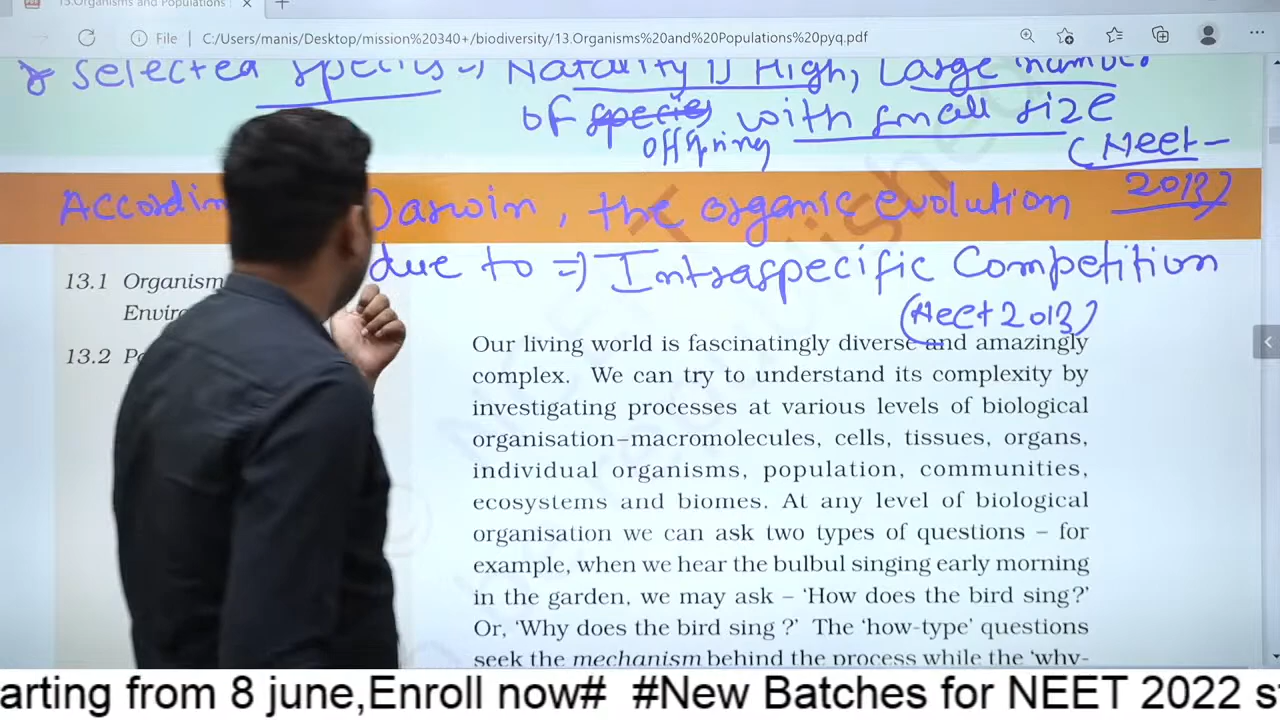 13.Organisms and Populations
File C:/Users/manis/Desktop/mission%20340+/biodiversity/13.Organisms%20and%20Populations%20pyq.pdf
r selected species => Natality is High, Large number
of species with small size
offspring
(Neet-
2013)
Accordin Darwin, the organic evolution
due to => Intraspecific Competition
(Neet 2013)
13.1 Organism
Enviro
13.2 Po
Our living world is fascinatingly diverse and amazingly
complex. We can try to understand its complexity by
investigating processes at various levels of biological
organisation–macromolecules, cells, tissues, organs,
individual organisms, population, communities,
ecosystems and biomes. At any level of biological
organisation we can ask two types of questions – for
example, when we hear the bulbul singing early morning
in the garden, we may ask – ‘How does the bird sing?’
Or, ‘Why does the bird sing ?’ The ‘how-type’ questions
seek the mechanism behind the process while the ‘why-
arting from 8 june,Enroll now# #New Batches for NEET 2022 st